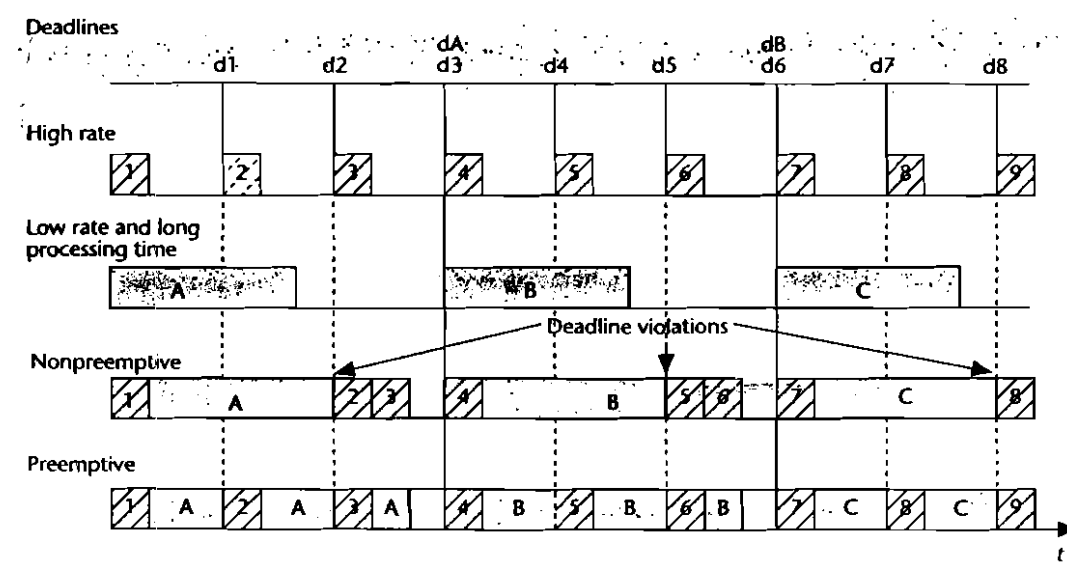 Deadlines
dA dB
d1 d2 d3 d4 d5 d6 d7 d8
High rate
1 2 3 4 5 6 7 8 9
Low rate and long
processing time
A B C
Deadline violations
Nonpreemptive
1 A 2 3 4 B 5 6 7 C 8
Preemptive
1 A 2 A 3 A 4 B 5 B 6 B 7 C 8 C 9
t